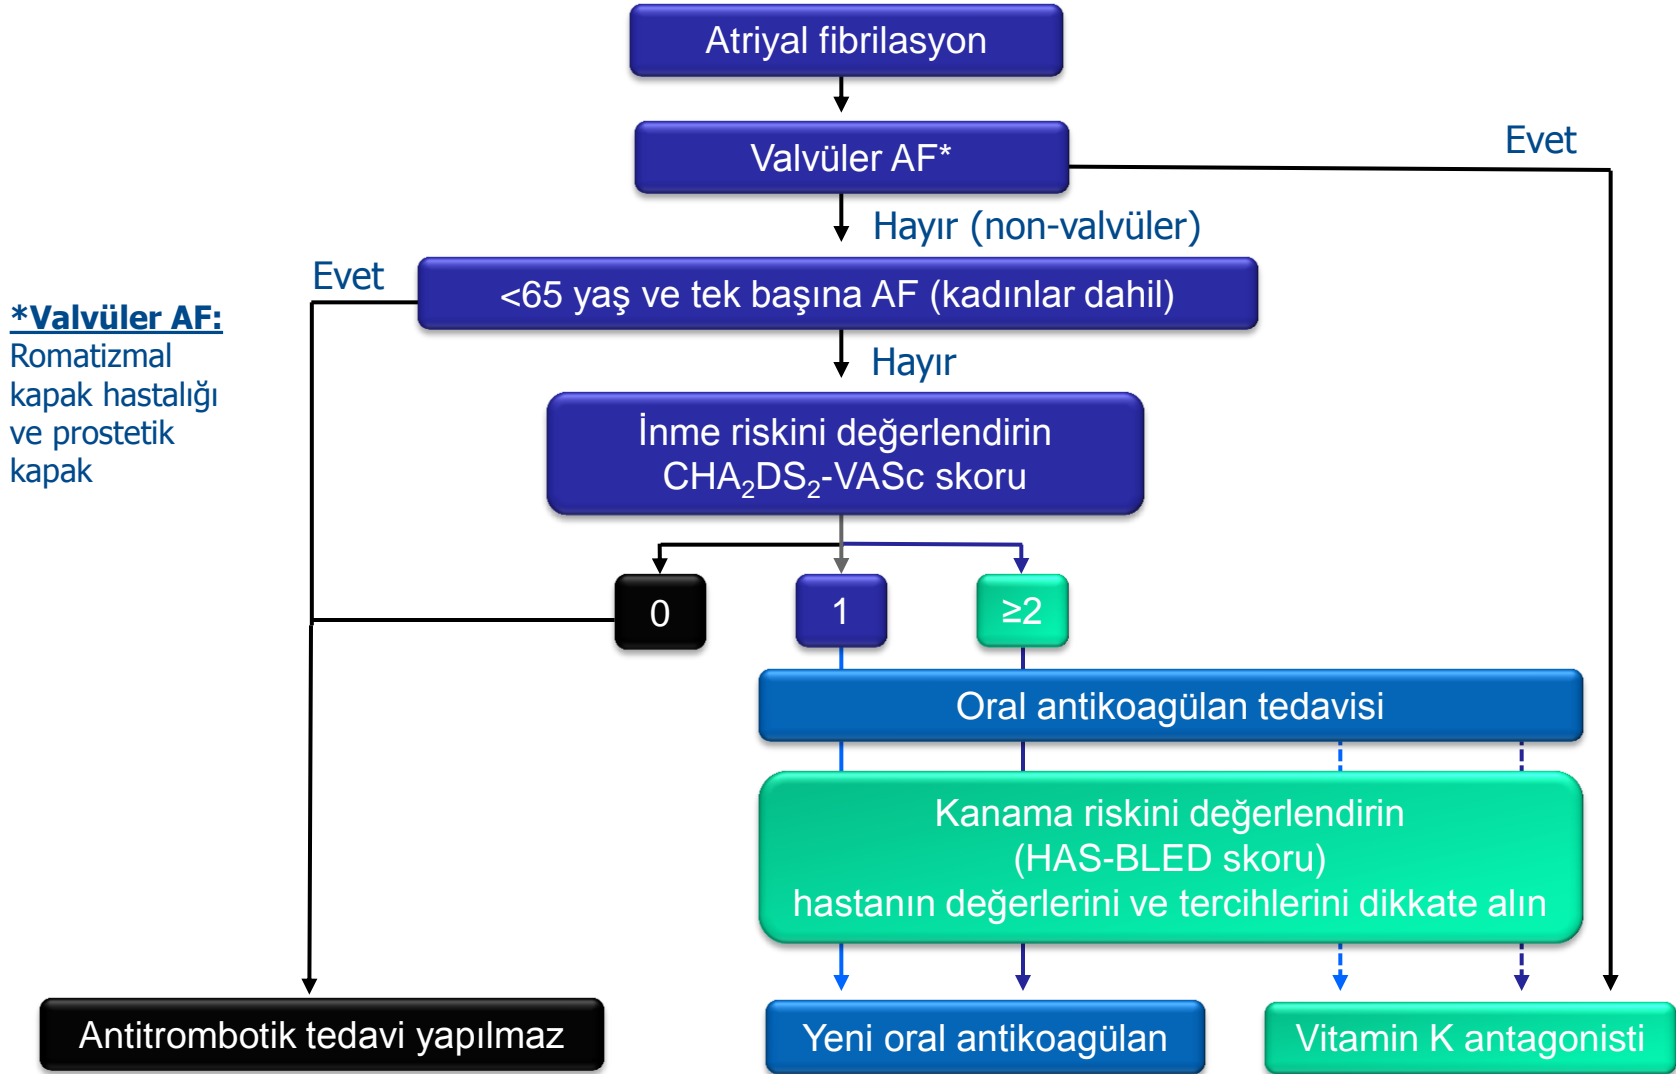 Atriyal fibrilasyon
Valvüler AF*
Evet
Hayır (non-valvüler)
Evet
<65 yaş ve tek başına AF (kadınlar dahil)
*Valvüler AF:
Romatizmal
kapak hastalığı
ve prostetik
kapak
Hayır
İnme riskini değerlendirin
CHA₂DS₂-VASc skoru
0
1
≥2
Oral antikoagülan tedavisi
Kanama riskini değerlendirin
(HAS-BLED skoru)
hastanın değerlerini ve tercihlerini dikkate alın
Antitrombotik tedavi yapılmaz
Yeni oral antikoagülan
Vitamin K antagonisti